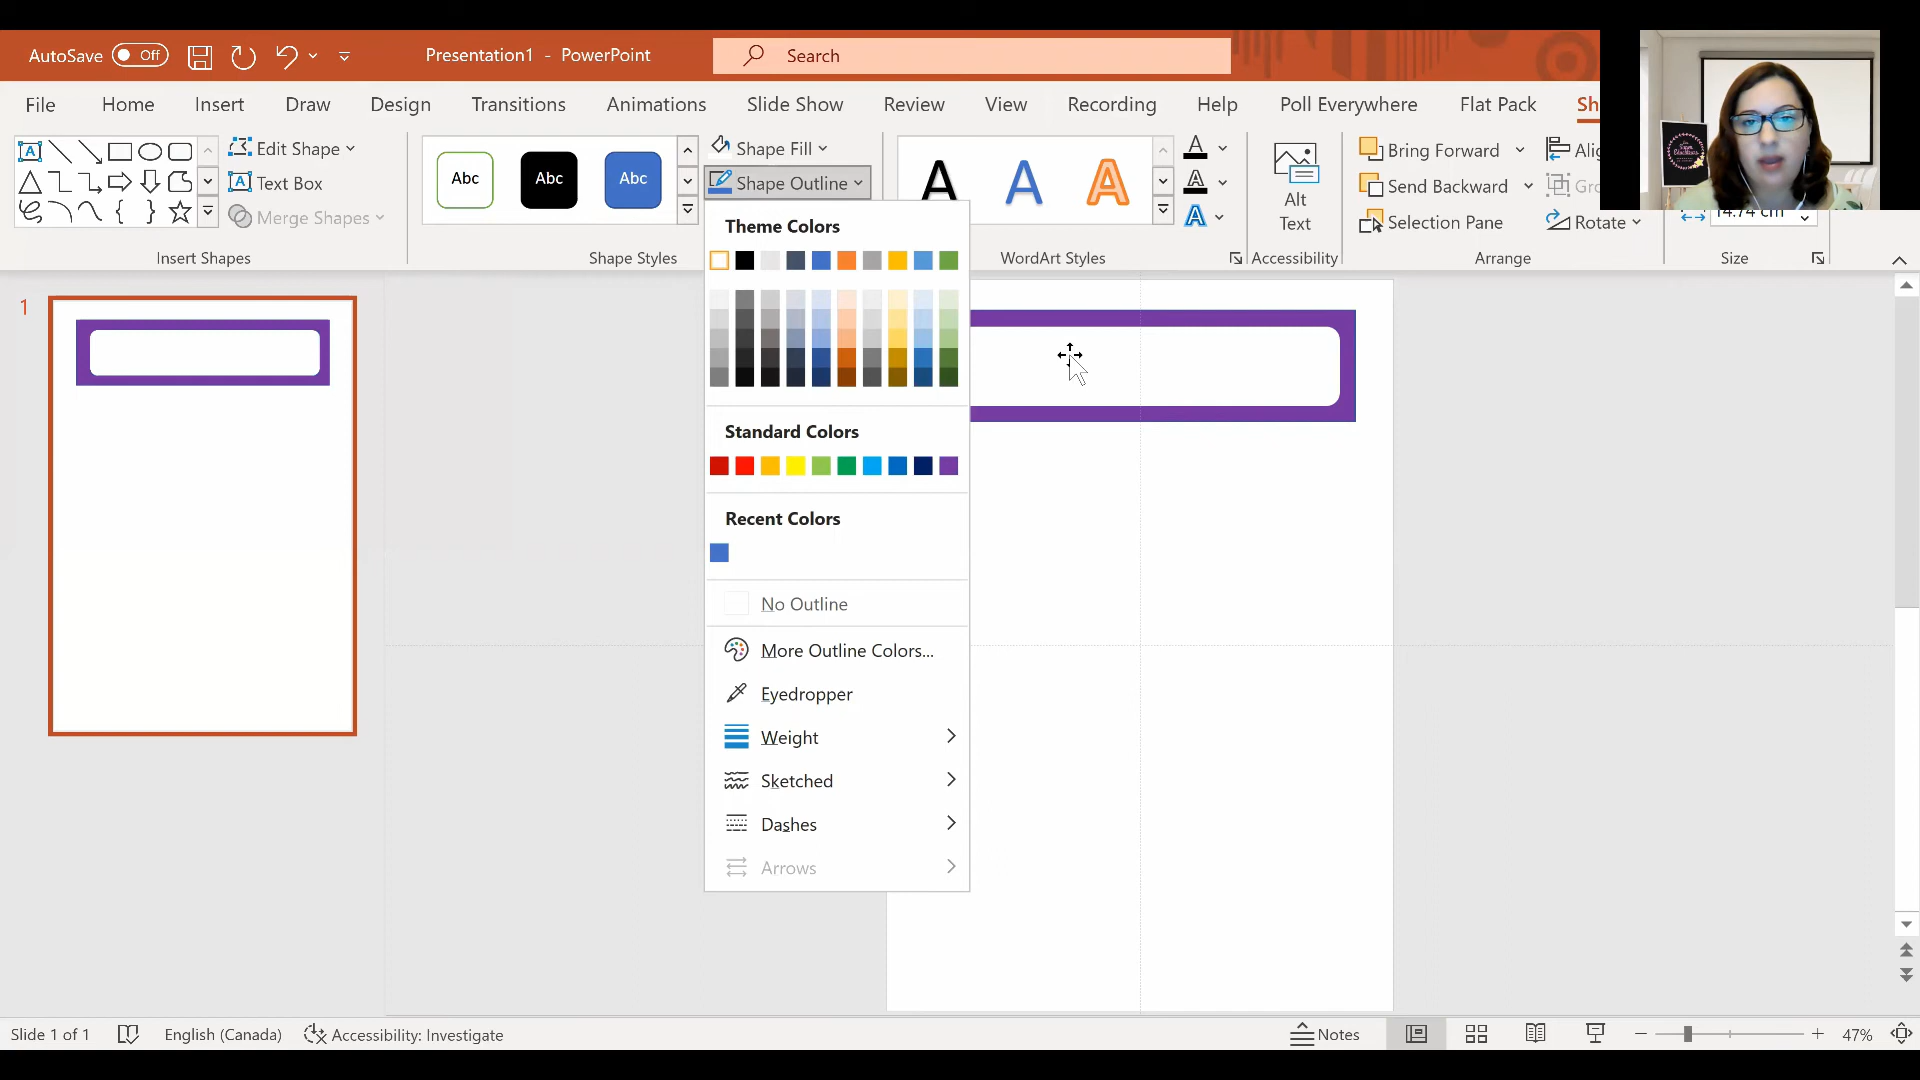 AutoSave Off Presentation1 - PowerPoint Search
File Home Insert Draw Design Transitions Animations Slide Show Review View Recording Help Poll Everywhere Flat Pack Sh
Edit Shape
Text Box
Merge Shapes
Insert Shapes
Abc Abc Abc
Shape Styles
Shape Fill
Shape Outline
WordArt Styles
Alt
Text
Accessibility
Bring Forward
Send Backward
Selection Pane
Rotate
Arrange
14.74 cm
Size
Theme Colors
Standard Colors
Recent Colors
No Outline
More Outline Colors...
Eyedropper
Weight
Sketched
Dashes
Arrows
1
Slide 1 of 1 English (Canada) Accessibility: Investigate Notes 47%